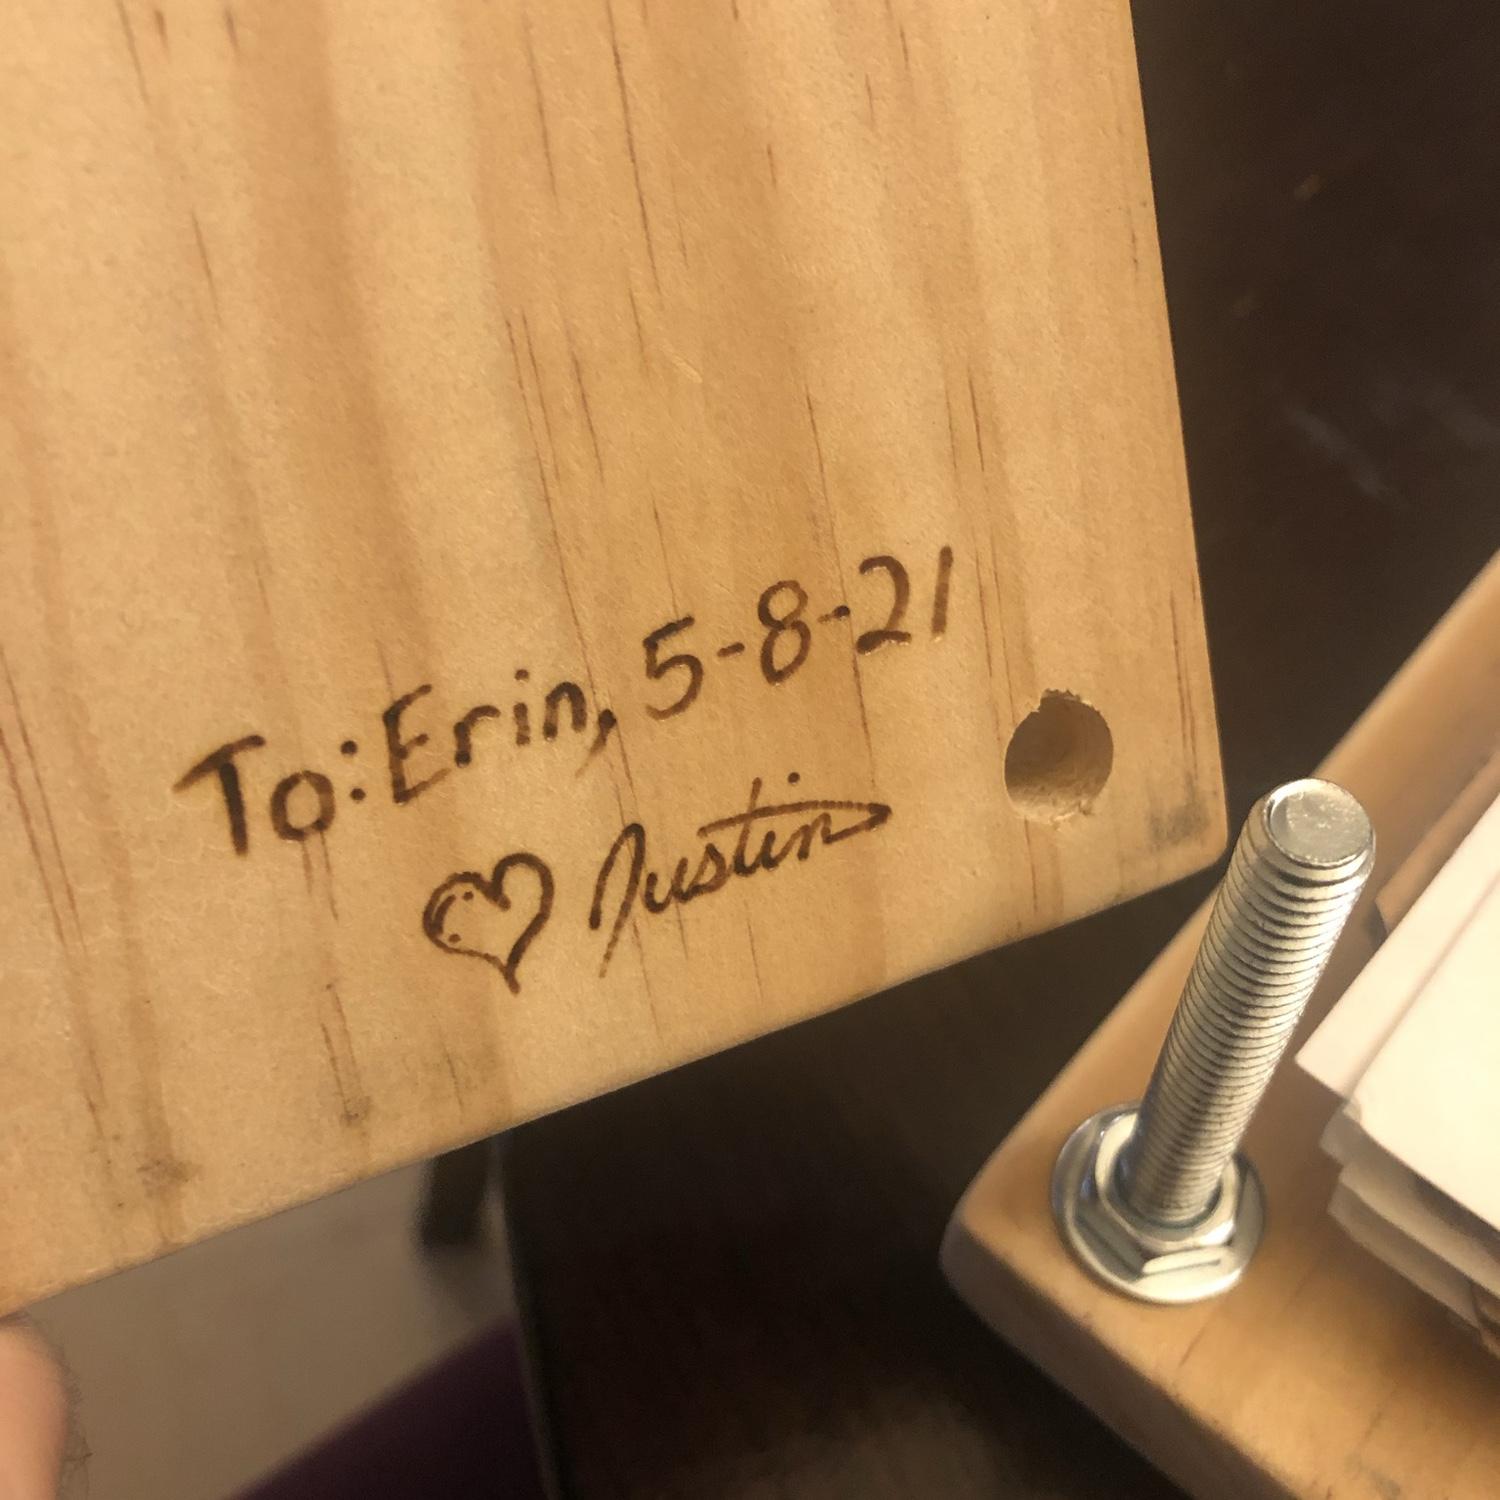 To: Erin, 5-8-21
♡ Justin